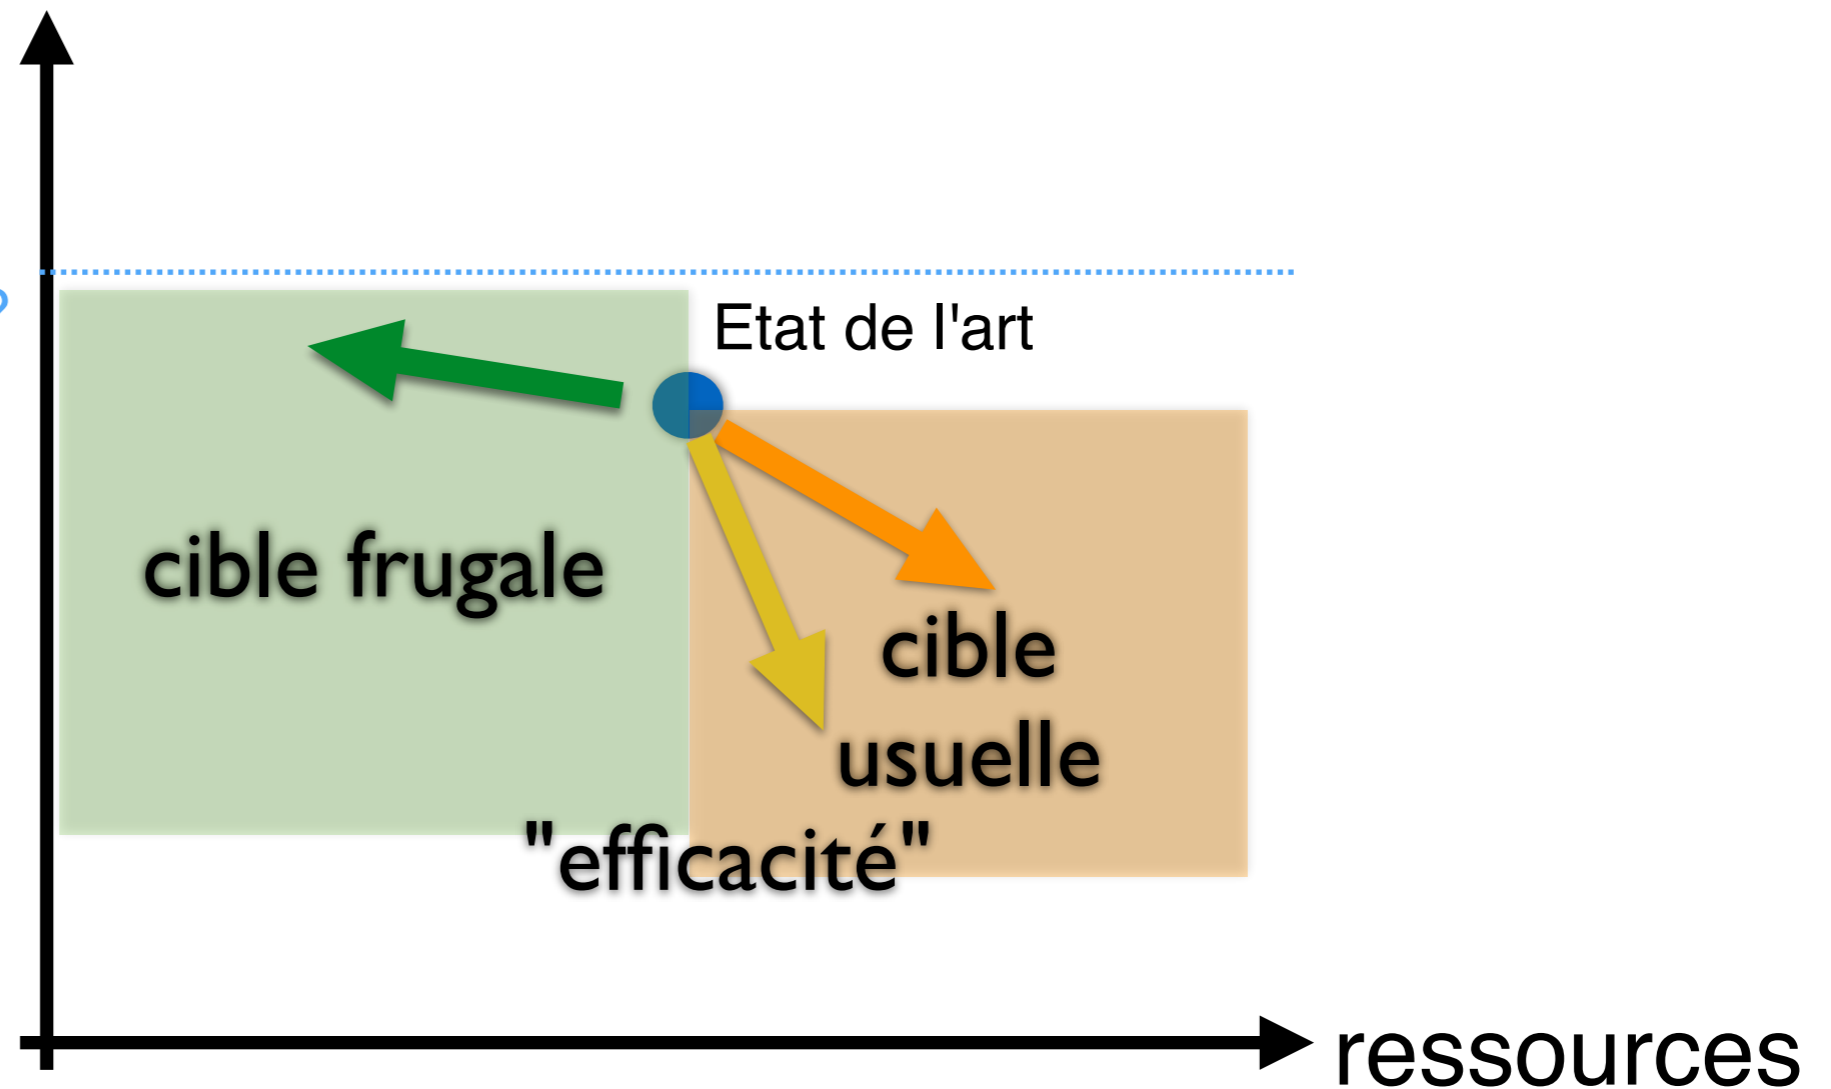 Etat de l'art
cible frugale
cible
usuelle
"efficacité"
ressources